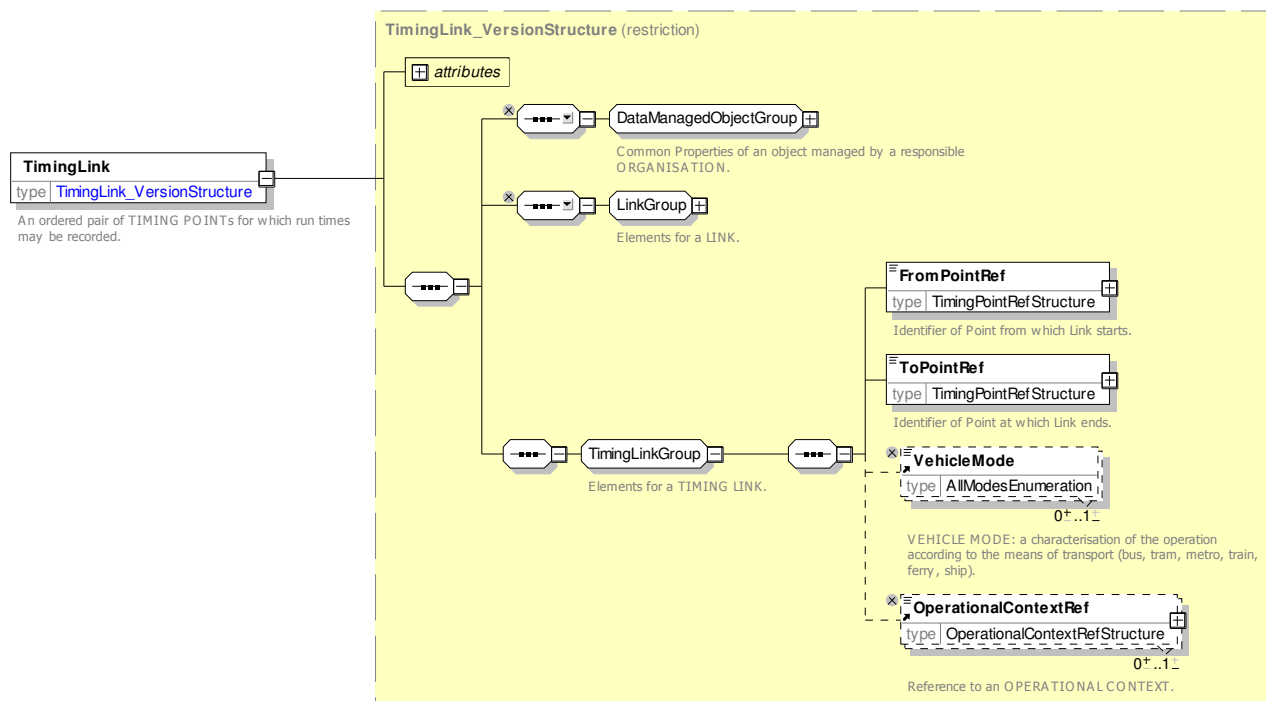 TimingLink_VersionStructure (restriction)
attributes
DataManagedObjectGroup
Common Properties of an object managed by a responsible
ORGANISATION.
TimingLink
type TimingLink_VersionStructure
An ordered pair of TIMING POINTs for which run times
may be recorded.
LinkGroup
Elements for a LINK.
FromPointRef
type TimingPointRefStructure
Identifier of Point from which Link starts.
ToPointRef
type TimingPointRefStructure
Identifier of Point at which Link ends.
TimingLinkGroup
Elements for a TIMING LINK.
VehicleMode
type AllModesEnumeration
0..1
VEHICLE MODE: a characterisation of the operation
according to the means of transport (bus, tram, metro, train,
ferry, ship).
OperationalContextRef
type OperationalContextRefStructure
0..1
Reference to an OPERATIONAL CONTEXT.